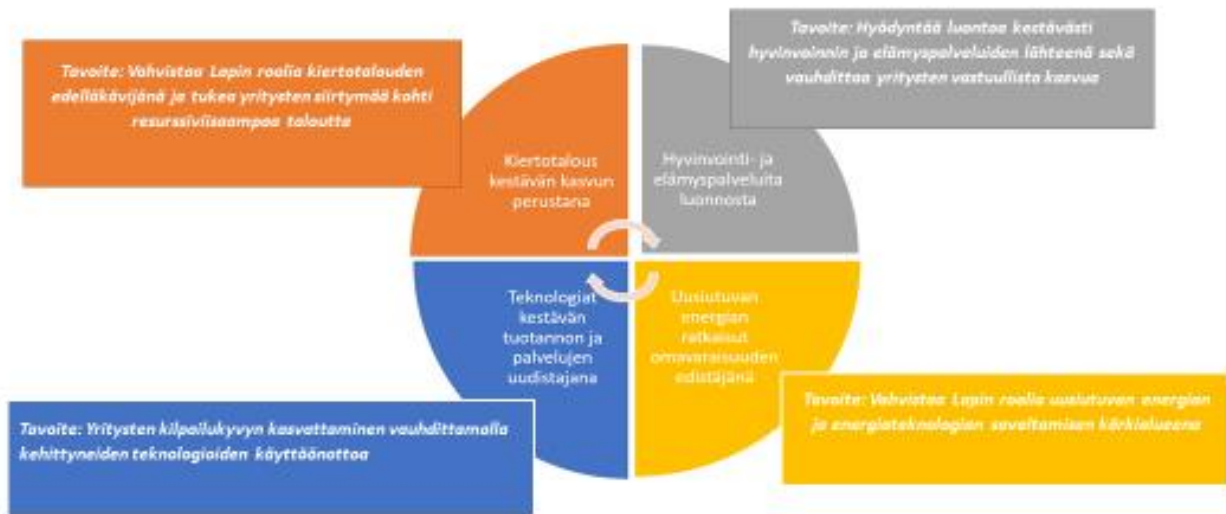 Tavoite: Vahvistaa Lapin roolia kiertotalouden
edelläkävijänä ja tukea yritysten siirtymää kohti
resurssiviisaampaa taloutta
Tavoite: Hyödyntää luontoa kestävästi
hyvinvoinnin ja elämyspalveluiden lähteenä sekä
vauhdittaa yritysten vastuullista kasvua
Kiertotalous
kestävän kasvun
perustana
Hyvinvointi- ja
elämyspalveluita
luonnosta
Teknologiat
kestävän
tuotannon ja
palvelujen
uudistajana
Uusiutuvan
energian
ratkaisut
omavaraisuuden
edistäjänä
Tavoite: Yritysten kilpailukyvyn kasvattaminen vauhdittamalla
kehittyneiden teknologioiden käyttöönottoa
Tavoite: Vahvistaa Lapin roolia uusiutuvan energian
ja energiateknologian soveltamisen kärkialueena